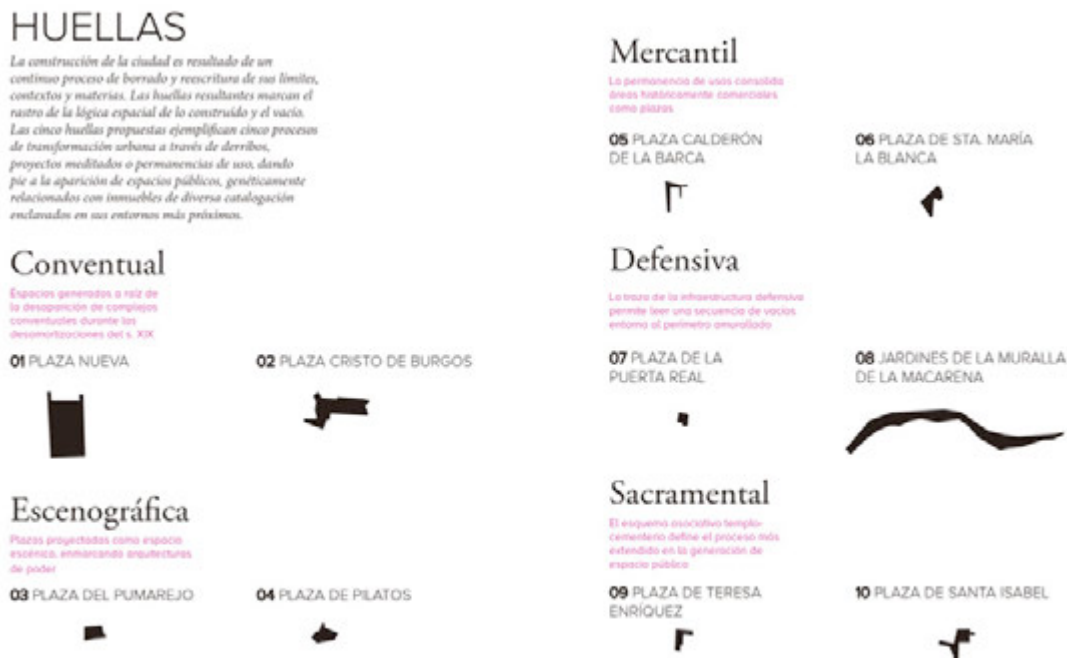 HUELLAS
La construcción de la ciudad es resultado de un
continuo proceso de borrado y reescritura de sus límites,
contextos y materias. Las huellas resultantes marcan el
rastro de la lógica espacial de lo construido y el vacío.
Las cinco huellas propuestas ejemplifican cinco procesos
de transformación urbana a través de derribos,
proyectos meditados o permanencias de uso, dando
pie a la aparición de espacios públicos, genéticamente
relacionados con inmuebles de diversa catalogación
enclavados en sus entornos más próximos.
Conventual
Espacios generados a raíz de
la desaparición de complejos
conventuales durante las
desamortizaciones del s. XIX
01 PLAZA NUEVA
02 PLAZA CRISTO DE BURGOS
Escenográfica
Plazas proyectadas como espacio
escénico, enmarcando arquitecturas
de poder
03 PLAZA DEL PUMAREJO
04 PLAZA DE PILATOS
Mercantil
La permanencia de usos consolida
áreas históricamente comerciales
como plazas
05 PLAZA CALDERÓN
DE LA BARCA
06 PLAZA DE STA. MARÍA
LA BLANCA
Defensiva
La traza de la infraestructura defensiva
permite leer una secuencia de vacíos
entorno al perímetro amurallado
07 PLAZA DE LA
PUERTA REAL
08 JARDINES DE LA MURALLA
DE LA MACARENA
Sacramental
El esquema asociativo templo-
cementerio define el proceso más
extendido en la generación de
espacio público
09 PLAZA DE TERESA
ENRÍQUEZ
10 PLAZA DE SANTA ISABEL